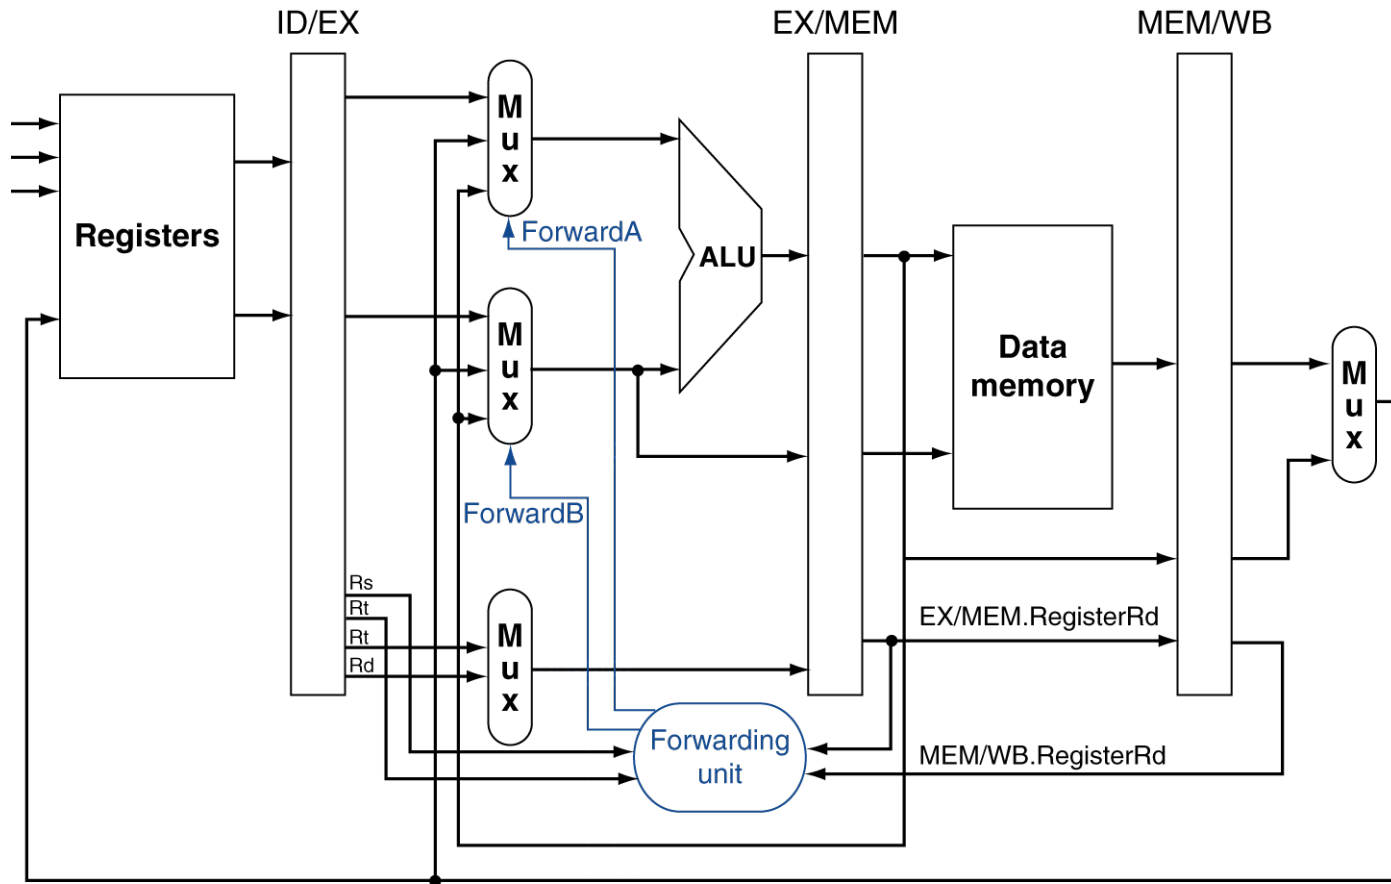 ID/EX
EX/MEM
MEM/WB
M
u
x
Registers
ForwardA
ALU
M
u
x
Data
memory
M
u
x
ForwardB
Rs
Rt
Rt
Rd
M
u
x
EX/MEM.RegisterRd
Forwarding
unit
MEM/WB.RegisterRd